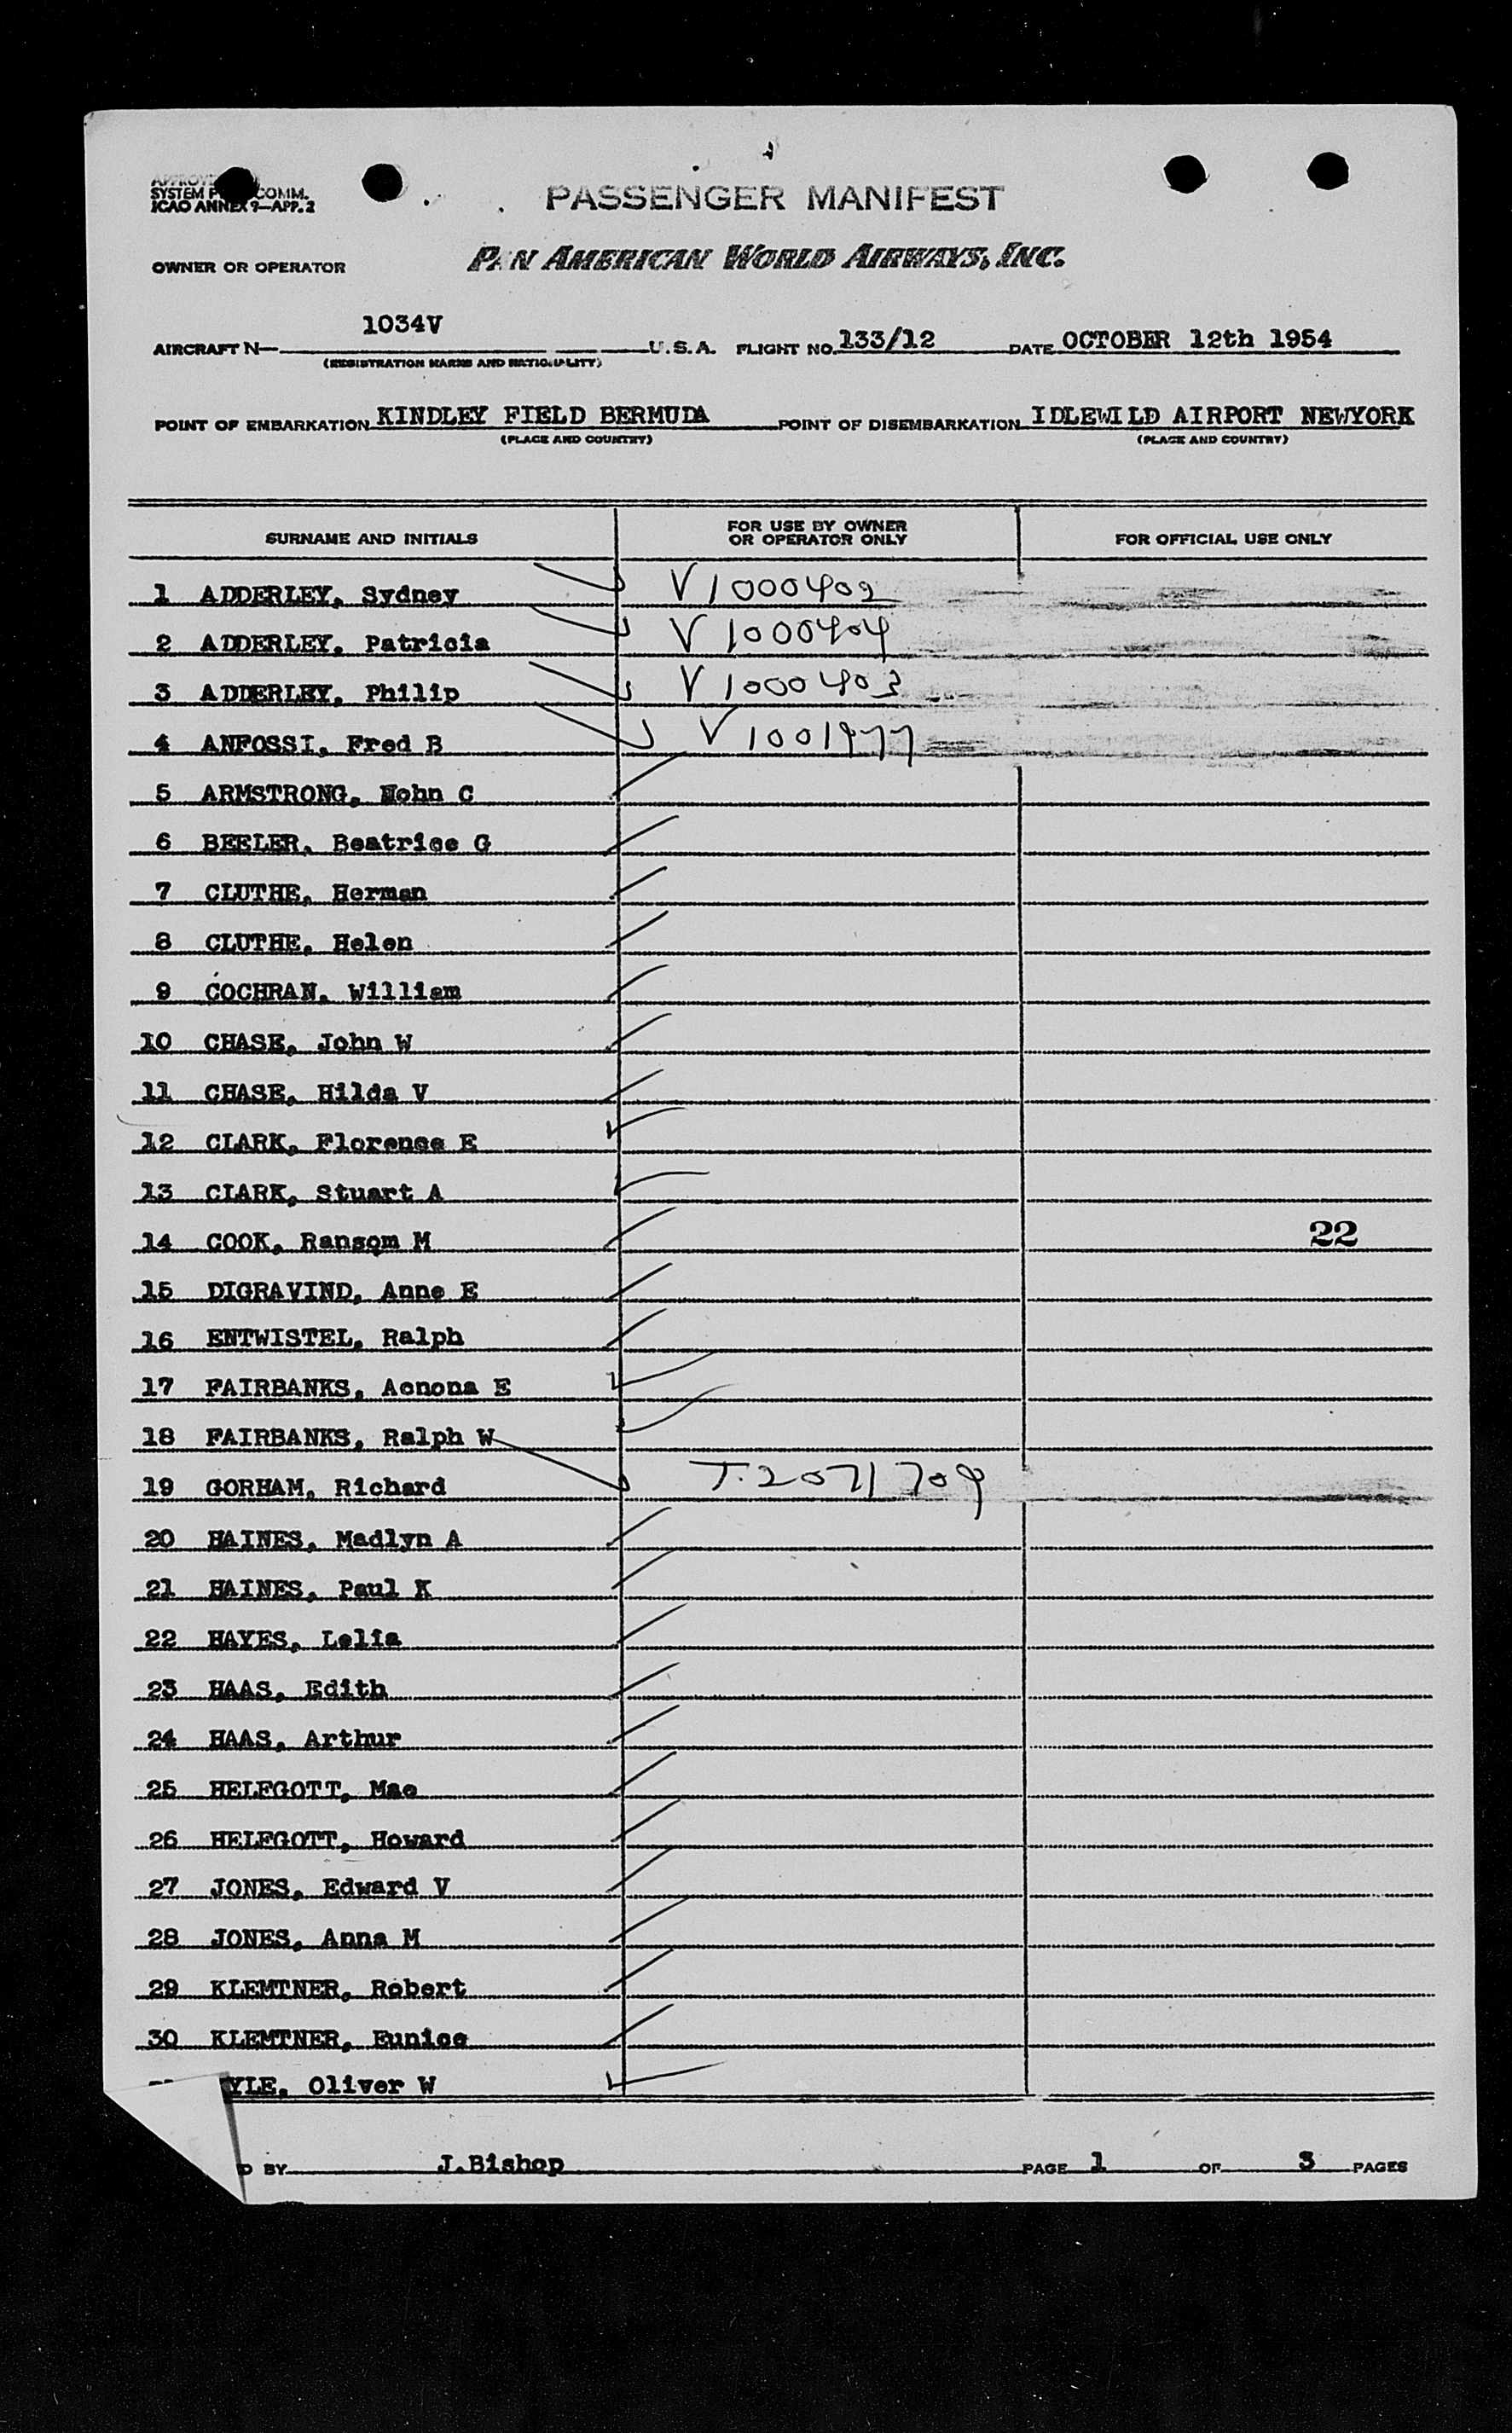 SYSTEM F COMM.
ICAO ANNEX 9—APP. 2
PASSENGER MANIFEST
OWNER OR OPERATOR PAN AMERICAN WORLD AIRWAYS, INC.
1034V
AIRCRAFT N— U.S.A. FLIGHT NO. 133/12 DATE OCTOBER 12th 1954
(REGISTRATION MARKS AND NATIONALITY)
POINT OF EMBARKATION KINDLEY FIELD BERMUDA POINT OF DISEMBARKATION IDLEWILD AIRPORT NEWYORK
(PLACE AND COUNTRY) (PLACE AND COUNTRY)
SURNAME AND INITIALS FOR USE BY OWNER OR OPERATOR ONLY FOR OFFICIAL USE ONLY
1 ADDERLEY, Sydney V1000402
2 ADDERLEY, Patricia V1000404
3 ADDERLEY, Philip V1000403
4 ANFOSSI, Fred B
5 ARMSTRONG, C
6 BEELER, Beatrice G
7 CLUTHE, Herman
8 CLUTHE, Helen
9 COCHRAN, William
10 CHASE, John W
11 CHASE, Hilda V
12 CLARK, Florence E
13 CLARK, Stuart A
14 COOK, Ransom M 22
15 DIGRAVIND, Anne E
16 ENTWISTEL, Ralph
17 FAIRBANKS, Aenona E
18 FAIRBANKS, Ralph W
19 GORHAM, Richard T.2071709
20 HAINES, Madlyn A
21 HAINES, Paul K
22 HAYES, Lelia
23 HAAS, Edith
24 HAAS, Arthur
25 HELFGOTT, Mae
26 HELFGOTT, Howard
27 JONES, Edward V
28 JONES, Anna M
29 KLEMTNER, Robert
30 KLEMTNER, Eunice
YLE, Oliver W
D BY J.Bishop PAGE 1 OF 3 PAGES